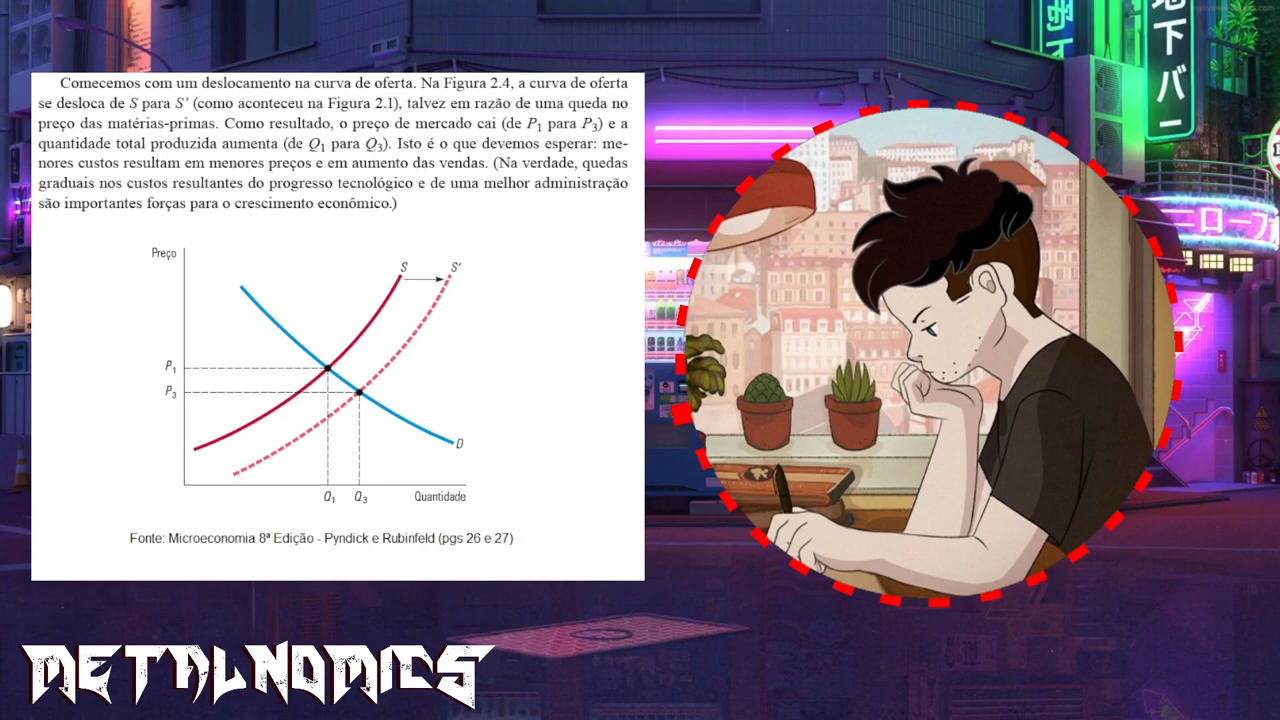 Comecemos com um deslocamento na curva de oferta. Na Figura 2.4, a curva de oferta
se desloca de S para S' (como aconteceu na Figura 2.1), talvez em razão de uma queda no
preço das matérias-primas. Como resultado, o preço de mercado cai (de P1 para P3) e a
quantidade total produzida aumenta (de Q1 para Q3). Isto é o que devemos esperar: me-
nores custos resultam em menores preços e em aumento das vendas. (Na verdade, quedas
graduais nos custos resultantes do progresso tecnológico e de uma melhor administração
são importantes forças para o crescimento econômico.)
Preço
S
S'
P1
P3
D
Q1
Q3
Quantidade
Fonte: Microeconomia 8ª Edição - Pyndick e Rubinfeld (pgs 26 e 27)
METALNOMICS
地下バー
ローフ